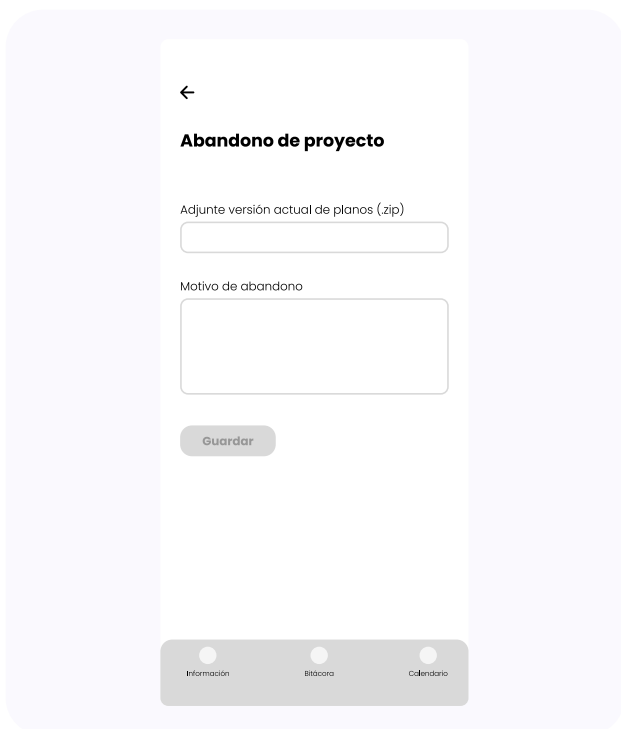 Abandono de proyecto
Adjunte versión actual de planos (.zip)
Motivo de abandono
Guardar
Información
Bitácora
Calendario